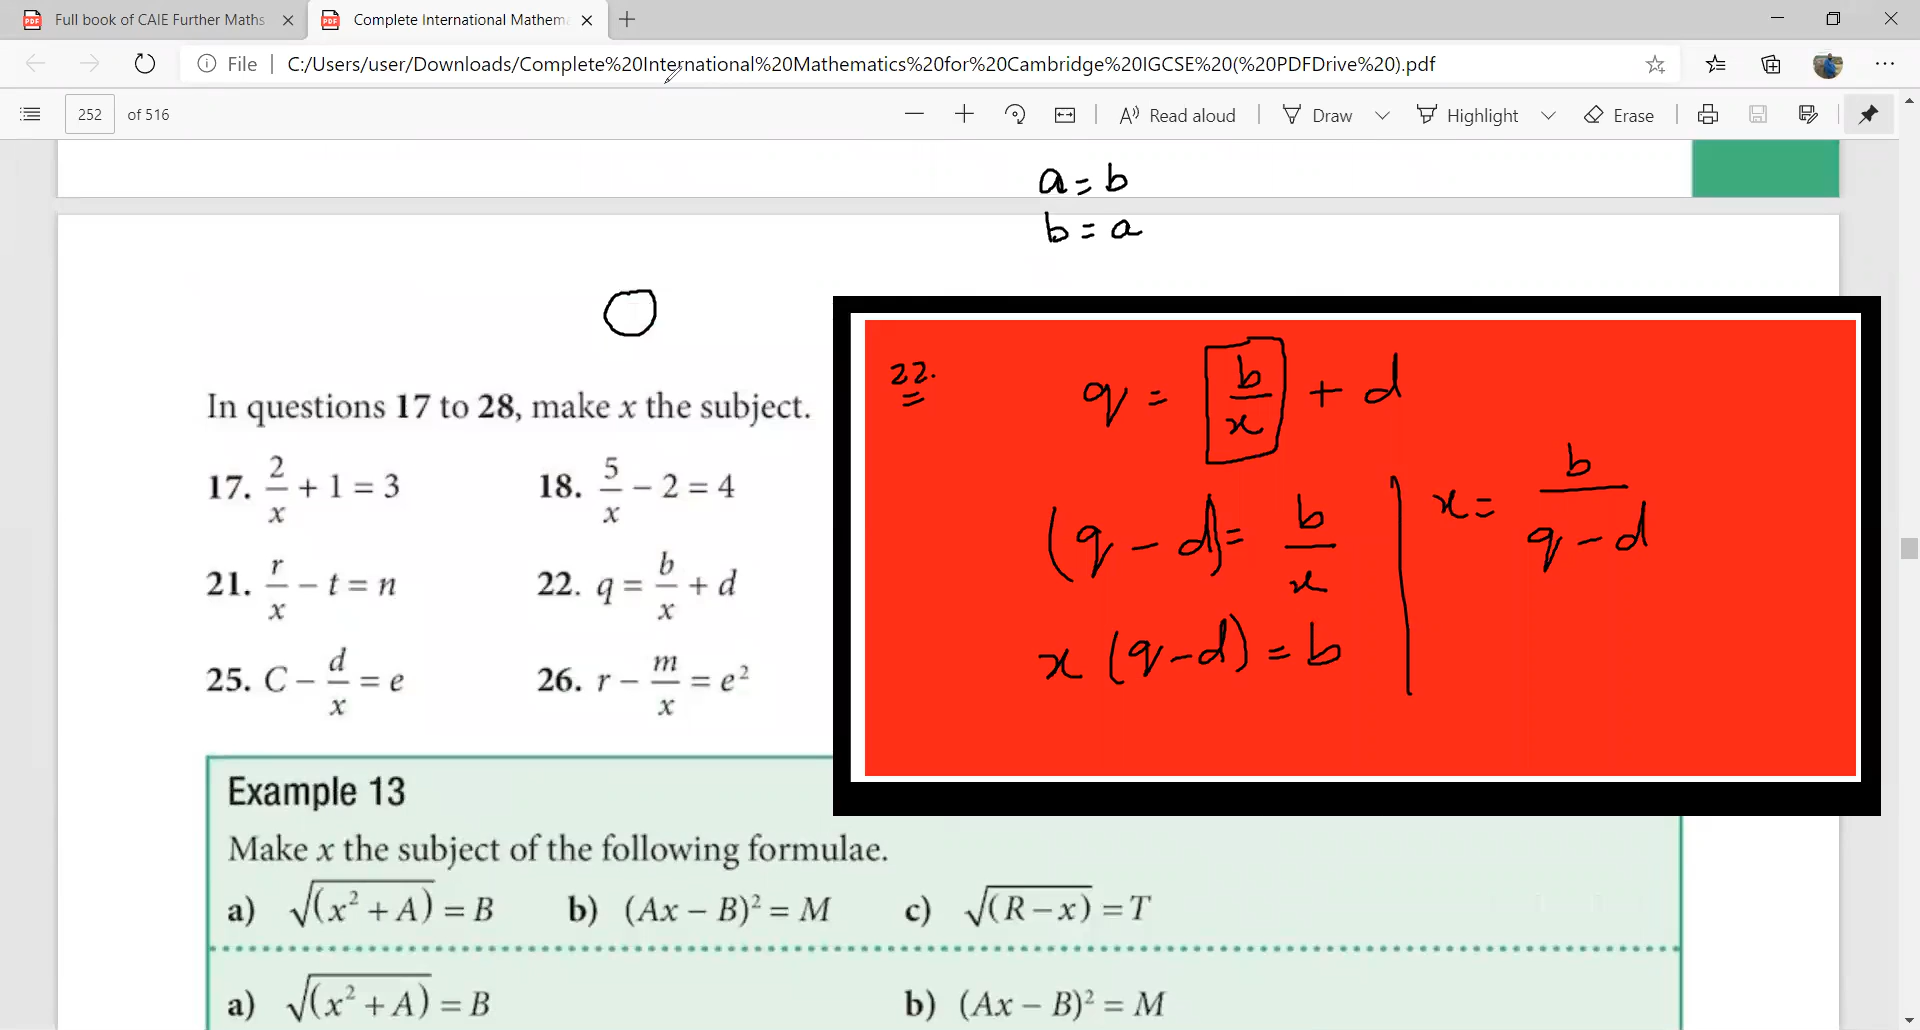 Full book of CAIE Further Maths
Complete International Mathem
File
C:/Users/user/Downloads/Complete%20International%20Mathematics%20for%20Cambridge%20IGCSE%20(%20PDFDrive%20).pdf
252 of 516
Read aloud
Draw
Highlight
Erase
a = b
b = a
In questions 17 to 28, make x the subject.
17. 2/x + 1 = 3
18. 5/x − 2 = 4
21. r/x − t = n
22. q = b/x + d
25. C − d/x = e
26. r − m/x = e²
22. q = b/x + d
(q − d) = b/x
x (q − d) = b
x = b/(q − d)
Example 13
Make x the subject of the following formulae.
a) √(x² + A) = B
b) (Ax − B)² = M
c) √(R − x) = T
a) √(x² + A) = B
b) (Ax − B)² = M